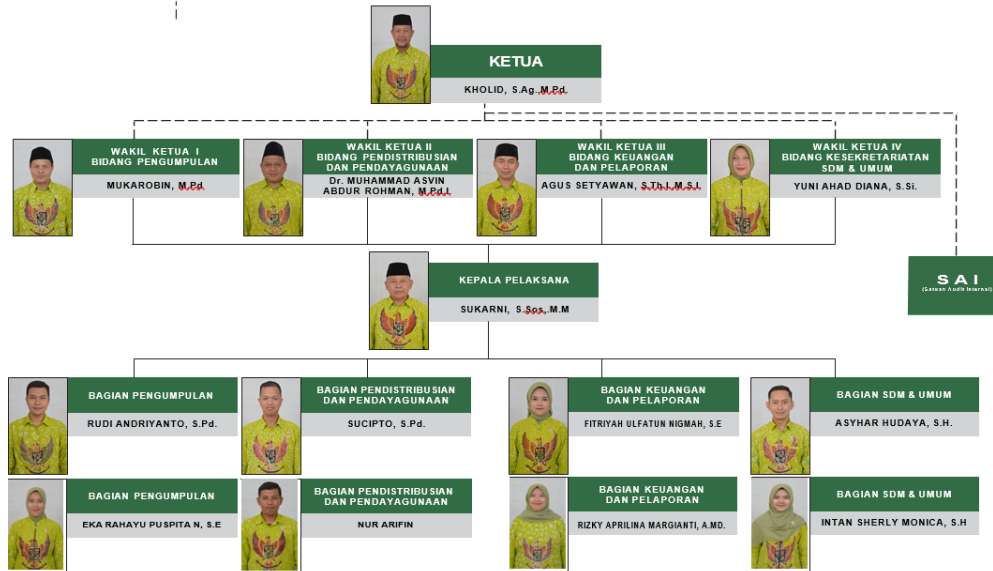 KETUA
KHOLID, S.Ag.,M.Pd.
WAKIL KETUA I
BIDANG PENGUMPULAN
MUKAROBIN, M.Pd.
WAKIL KETUA II
BIDANG PENDISTRIBUSIAN
DAN PENDAYAGUNAAN
Dr. MUHAMMAD ASVIN
ABDUR ROHMAN, M.Pd.I.
WAKIL KETUA III
BIDANG KEUANGAN
DAN PELAPORAN
AGUS SETYAWAN, S.Th.I.,M.S.I.
WAKIL KETUA IV
BIDANG KESEKRETARIATAN
SDM & UMUM
YUNI AHAD DIANA, S.Si.
SAI
(Satuan Audit Internal)
KEPALA PELAKSANA
SUKARNI, S.Sos,.M.M
BAGIAN PENGUMPULAN
RUDI ANDRIYANTO, S.Pd.
BAGIAN PENDISTRIBUSIAN
DAN PENDAYAGUNAAN
SUCIPTO, S.Pd.
BAGIAN KEUANGAN
DAN PELAPORAN
FITRIYAH ULFATUN NIGMAH, S.E
BAGIAN SDM & UMUM
ASYHAR HUDAYA, S.H.
BAGIAN PENGUMPULAN
EKA RAHAYU PUSPITA N, S.E
BAGIAN PENDISTRIBUSIAN
DAN PENDAYAGUNAAN
NUR ARIFIN
BAGIAN KEUANGAN
DAN PELAPORAN
RIZKY APRILINA MARGIANTI, A.MD.
BAGIAN SDM & UMUM
INTAN SHERLY MONICA, S.H